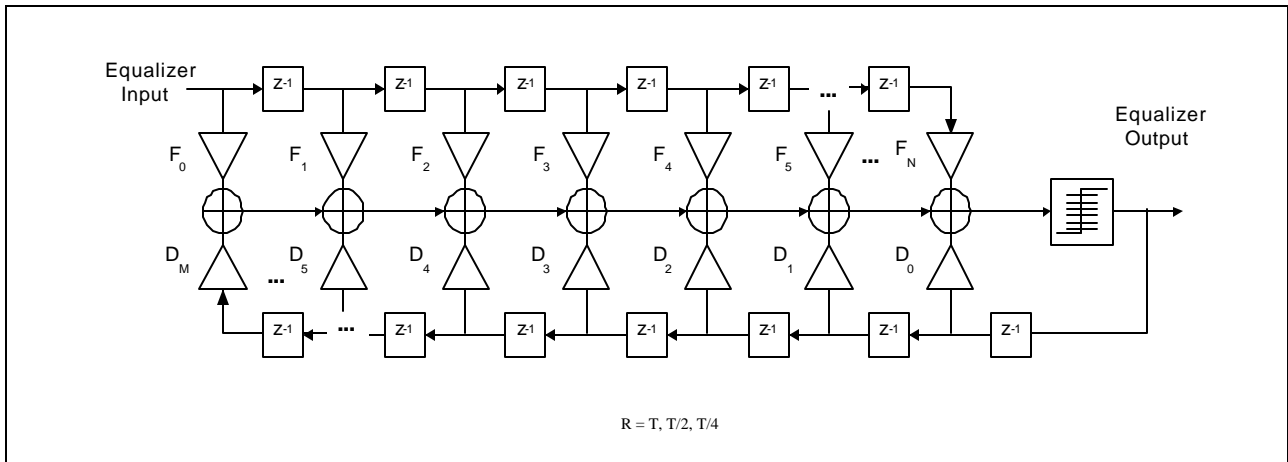 Equalizer Input
Z-1 Z-1 Z-1 Z-1 Z-1 ... Z-1
Equalizer Output
F0 F1 F2 F3 F4 F5 ... FN
DM ... D5 D4 D3 D2 D1 D0
Z-1 ... Z-1 Z-1 Z-1 Z-1 Z-1 Z-1
R = T, T/2, T/4